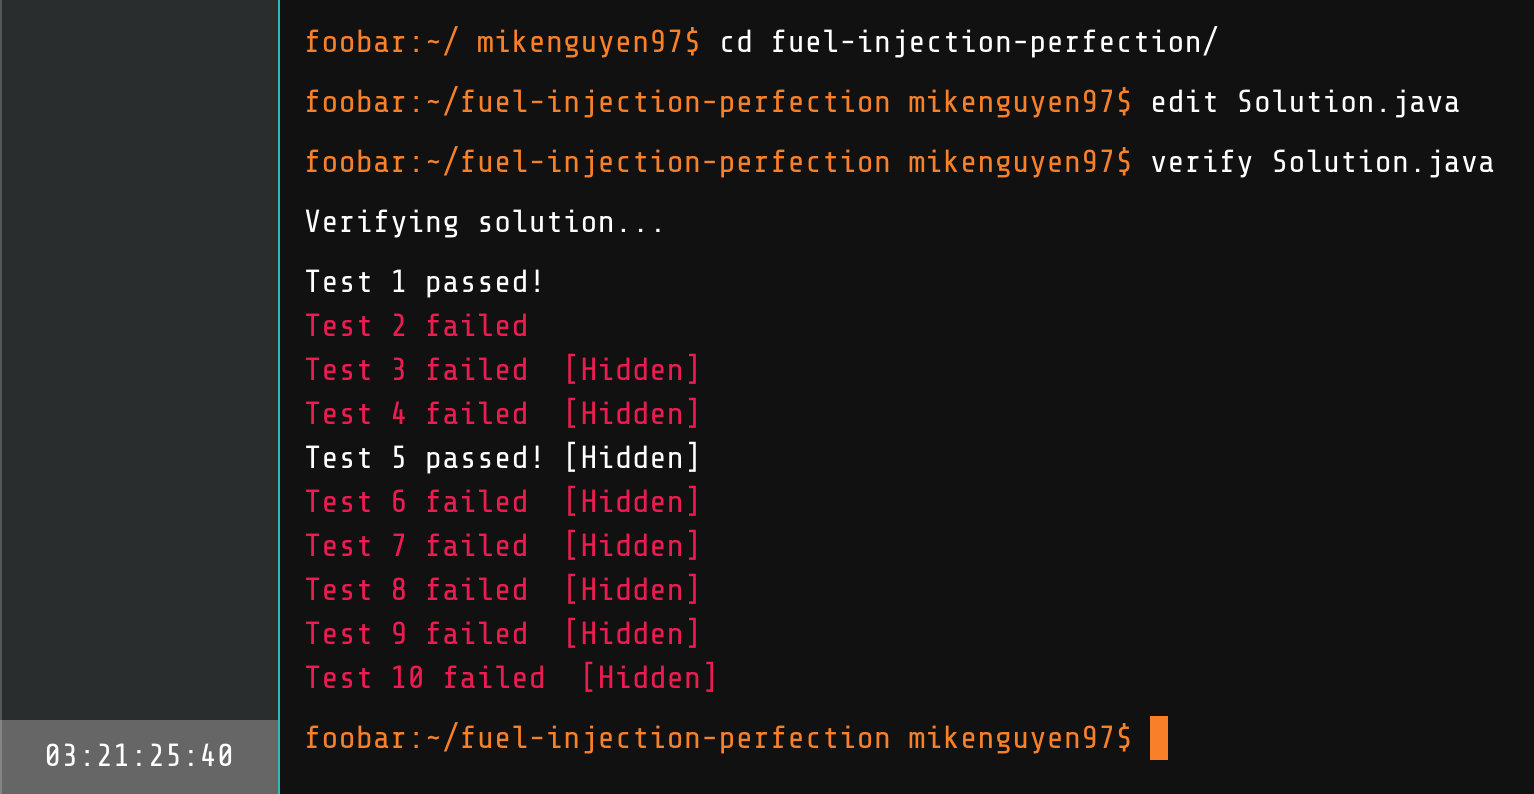 foobar:~/ mikenguyen97$ cd fuel-injection-perfection/
foobar:~/fuel-injection-perfection mikenguyen97$ edit Solution.java
foobar:~/fuel-injection-perfection mikenguyen97$ verify Solution.java
Verifying solution...
Test 1 passed!
Test 2 failed
Test 3 failed  [Hidden]
Test 4 failed  [Hidden]
Test 5 passed! [Hidden]
Test 6 failed  [Hidden]
Test 7 failed  [Hidden]
Test 8 failed  [Hidden]
Test 9 failed  [Hidden]
Test 10 failed  [Hidden]
foobar:~/fuel-injection-perfection mikenguyen97$
03:21:25:40